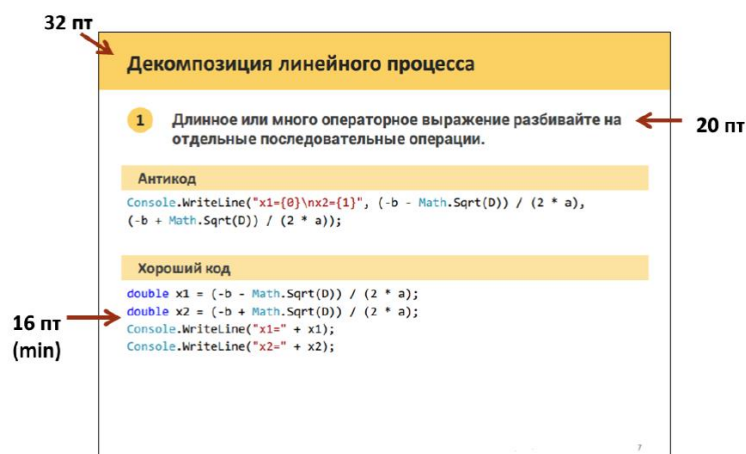 32 пт
Декомпозиция линейного процесса
1 Длинное или много операторное выражение разбивайте на
отдельные последовательные операции.
20 пт
Антикод
Console.WriteLine("x1={0}\nx2={1}", (-b - Math.Sqrt(D)) / (2 * a),
(-b + Math.Sqrt(D)) / (2 * a));
Хороший код
double x1 = (-b - Math.Sqrt(D)) / (2 * a);
double x2 = (-b + Math.Sqrt(D)) / (2 * a);
Console.WriteLine("x1=" + x1);
Console.WriteLine("x2=" + x2);
16 пт
(min)
7